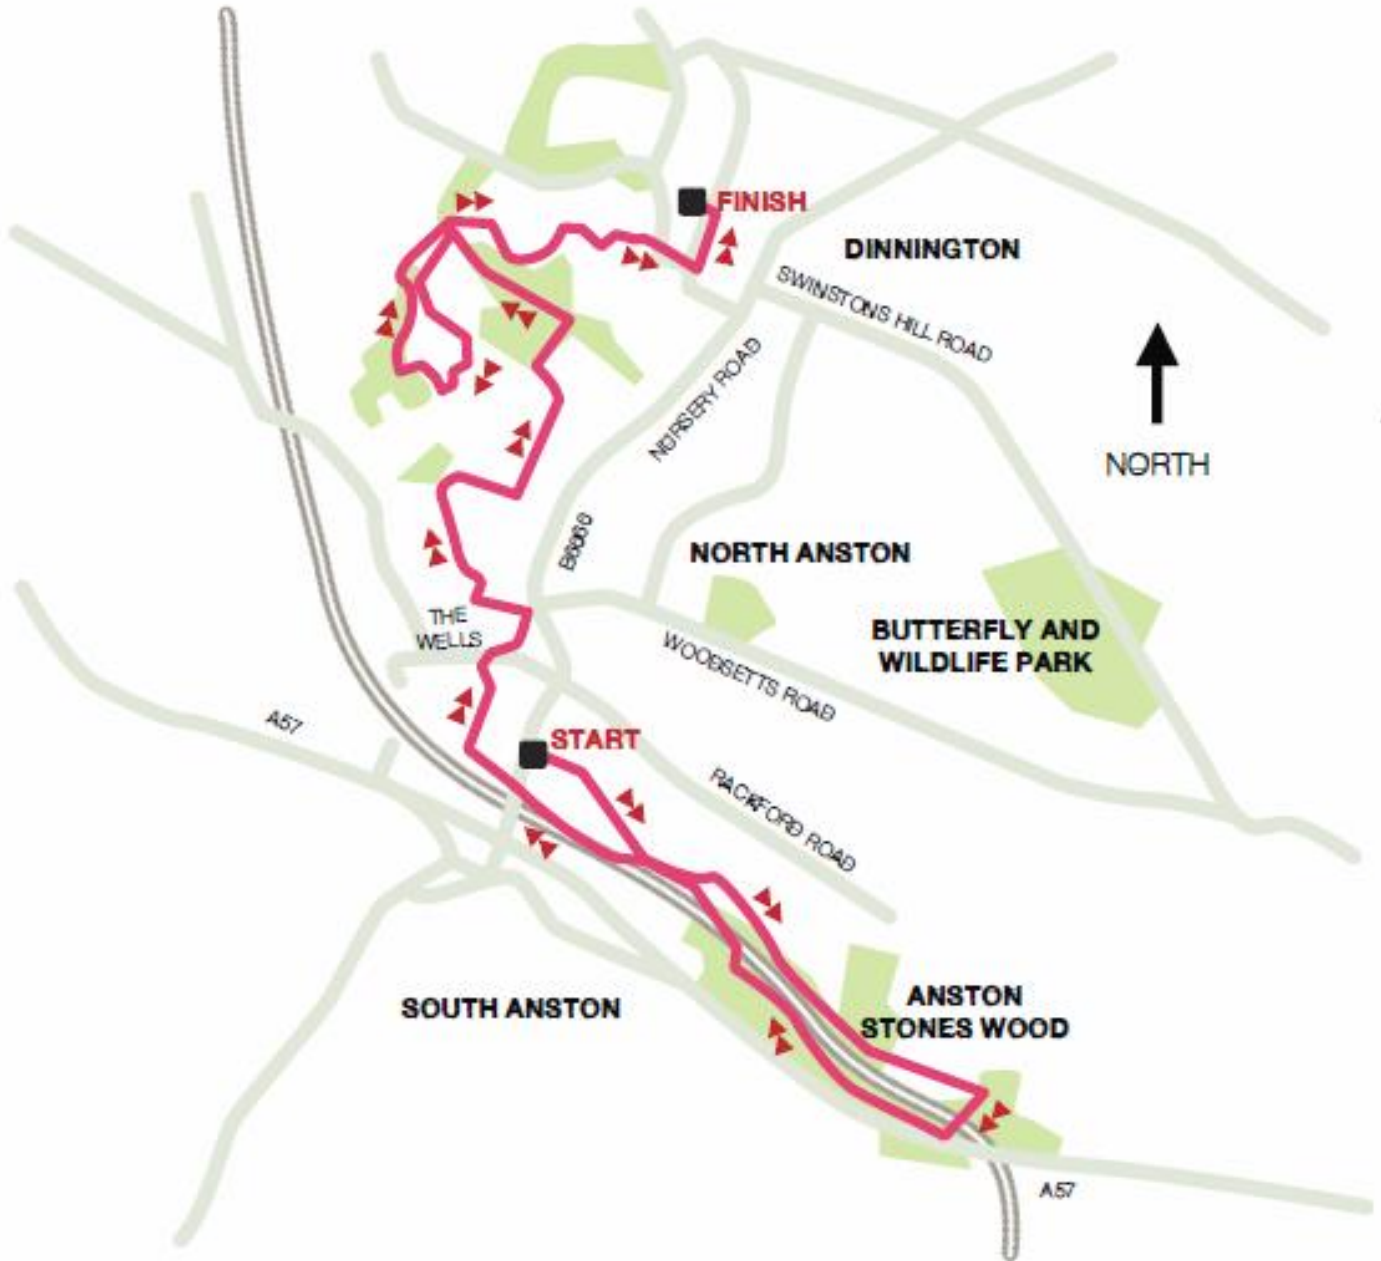 FINISH
DINNINGTON
SWINSTONS HILL ROAD
NURSERY ROAD
NORTH
B6060
NORTH ANSTON
THE
WELLS
BUTTERFLY AND
WILDLIFE PARK
WOODSETTS ROAD
A57
START
RACKFORD ROAD
SOUTH ANSTON
ANSTON
STONES WOOD
A57